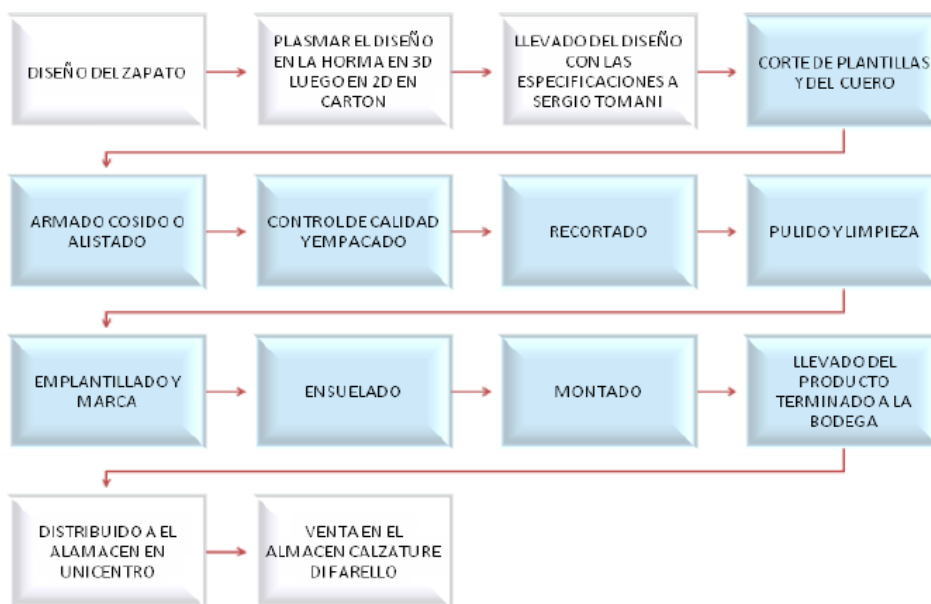 DISEÑO DEL ZAPATO
PLASMAR EL DISEÑO
EN LA HORMA EN 3D
LUEGO EN 2D EN
CARTON
LLEVADO DEL DISEÑO
CON LAS
ESPECIFICACIONES A
SERGIO TOMANI
CORTE DE PLANTILLAS
Y DEL CUERO
ARMADO COSIDO O
ALISTADO
CONTROL DE CALIDAD
Y EMPACADO
RECORTADO
PULIDO Y LIMPIEZA
EMPLANTILLADO Y
MARCA
ENSUELADO
MONTADO
LLEVADO DEL
PRODUCTO
TERMINADO A LA
BODEGA
DISTRIBUIDO A EL
ALAMACEN EN
UNICENTRO
VENTA EN EL
ALMACEN CALZATURE
DI FARELLO